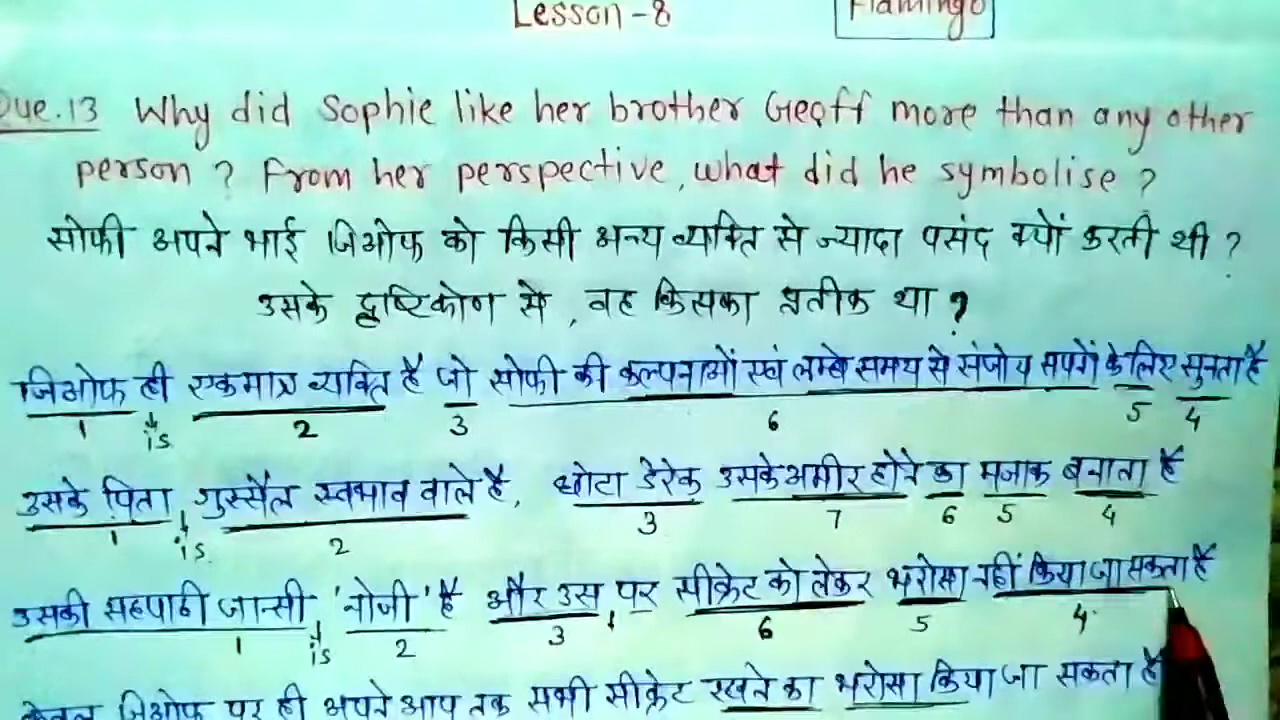 Lesson-8 Flamingo
Que.13 Why did Sophie like her brother Geoff more than any other
person ? From her perspective, what did he symbolise ?
सोफी अपने भाई जिओफ को किसी अन्य व्यक्ति से ज्यादा पसंद क्यों करती थी ?
उसके दृष्टिकोण से , वह किसका प्रतीक था ?
जिओफ ही एकमात्र व्यक्ति है जो सोफी की कल्पनाओं एवं लम्बे समय से संजोय सपनों के लिए सुनता है
1 is 2 3 6 5 4
उसके पिता गुस्सैल स्वभाव वाले है, छोटा डेरेक उसके अमीर होने का मजाक बनाता है
1 is 2 3 7 6 5 4
उसकी सहपाठी जान्सी 'नोजी' है और उस पर सीक्रेट को लेकर भरोसा नहीं किया जा सकता है
1 is 2 3 6 5 4
केवल जिओफ पर ही अपने आप तक सभी सीक्रेट रखने का भरोसा किया जा सकता है